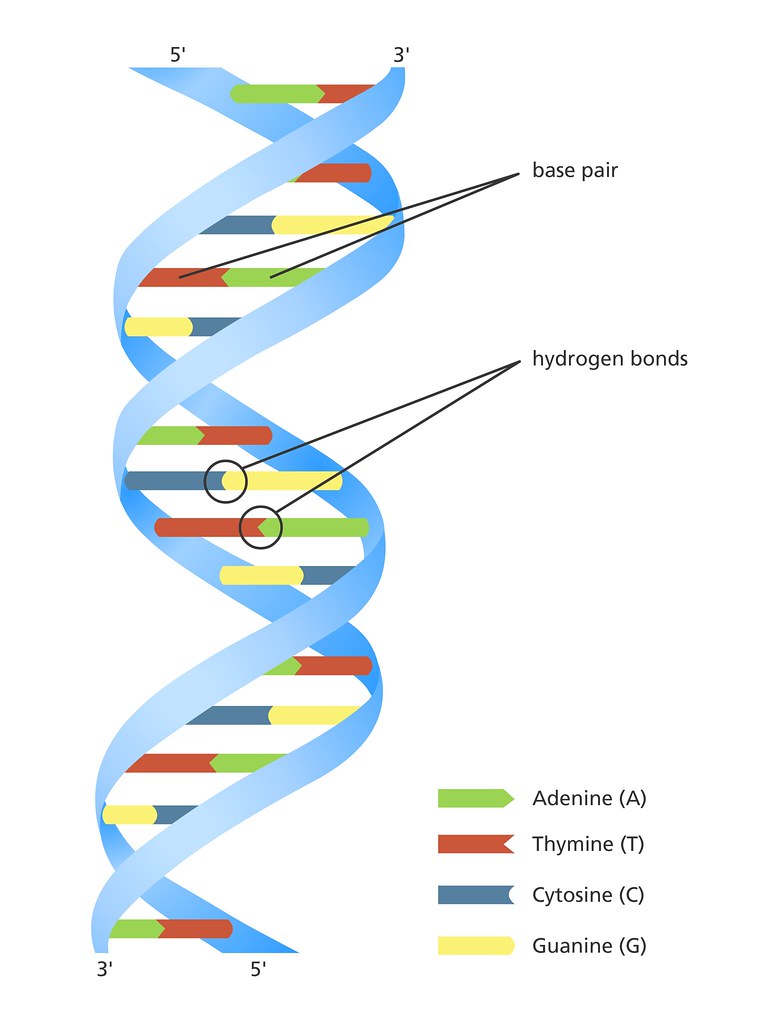 5'
3'
base pair
hydrogen bonds
Adenine (A)
Thymine (T)
Cytosine (C)
Guanine (G)
3'
5'